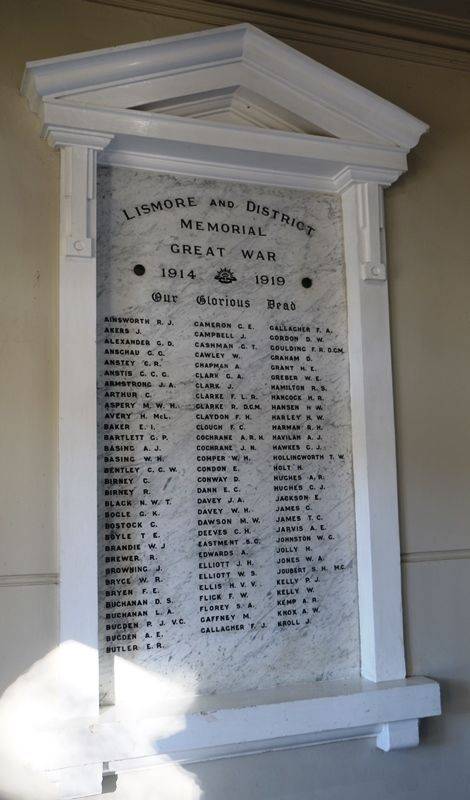 LISMORE AND DISTRICT
MEMORIAL
GREAT WAR
1914 1919
Our Glorious Dead
AINSWORTH R. J.
AKERS J.
ALEXANDER G. D.
ANSCHAU G. G.
ANSTEY C. R.
ANSTIS C. C. G.
ARMSTRONG J. A.
ARTHUR C.
ASPERY M. W. H.
AVERY H. McL.
BAKER E. I.
BARTLETT G. P.
BASING A. J.
BASING W. H.
BENTLEY C. G. W.
BIRNEY C.
BIRNEY R.
BLACK N. W. T.
BOGLE G. K.
BOSTOCK C.
BOYLE T. E.
BRANDIE W. J
BREWER R.
BROWNING J.
BRYCE W. R.
BRYEN F. E.
BUCHANAN D. S.
BUCHANAN L. A.
BUGDEN P. J. V.C.
BUGDEN A. E.
BUTLER E. R.
CAMERON C. E.
CAMPBELL J.
CASHMAN C. T.
CAWLEY W.
CHAPMAN A.
CLARK G. A.
CLARK J.
CLARKE F. L. R.
CLARKE R. D.C.M.
CLAYDON F. H.
CLOUGH F. C.
COCHRANE A. R. H.
COCHRANE J. N.
COMPER W. H.
CONDON E.
CONWAY D.
DANN E. C.
DAVEY J. A.
DAVEY W. H.
DAWSON M. W.
DEEVES C. H.
EASTMENT S. C.
EDWARDS A.
ELLIOTT J. H.
ELLIOTT W. S.
ELLIS H. V. V.
FLICK F. W.
FLOREY S. A.
GAFFNEY M.
GALLAGHER F. J.
GALLAGHER F. A.
GORDON D. W.
GOULDING F. R. D.C.M.
GRAHAM D.
GRANT H. E.
GREBER W. E.
HAMILTON R. S.
HANCOCK H. R.
HANSEN H. W.
HARLEY H. W.
HARMAN R. H.
HAVILAH A. J.
HAWKES C. J.
HOLLINGWORTH T. W.
HOLT H.
HUGHES A. R.
HUGHES C. J.
JACKSON E.
JAMES C.
JAMES T. C.
JARVIS A. E.
JOHNSTON W. G.
JOLLY H.
JONES W. A.
JOUBERT S. H. M.C.
KELLY P. J.
KELLY W.
KEMP A. R.
KNOX A. W.
KROLL J.